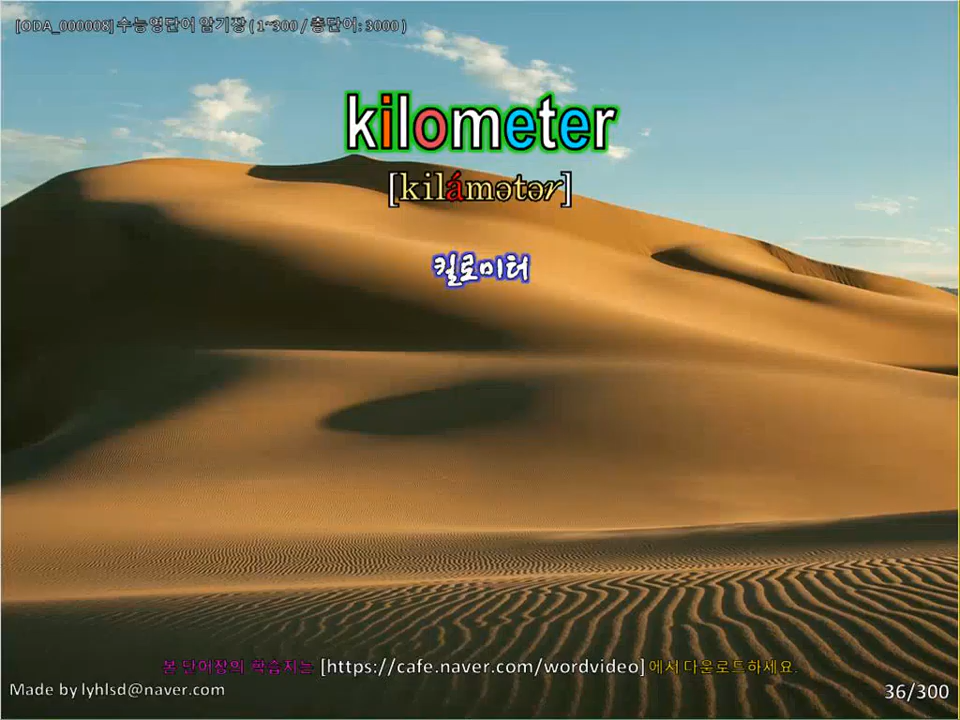 [ODA_000008] 수능영단어 암기장 ( 1~300 / 총단어: 3000 )
kilometer
[kilámətər]
킬로미터
본 단어장의 학습지는 [https://cafe.naver.com/wordvideo] 에서 다운로드하세요.
Made by lyhlsd@naver.com
36/300